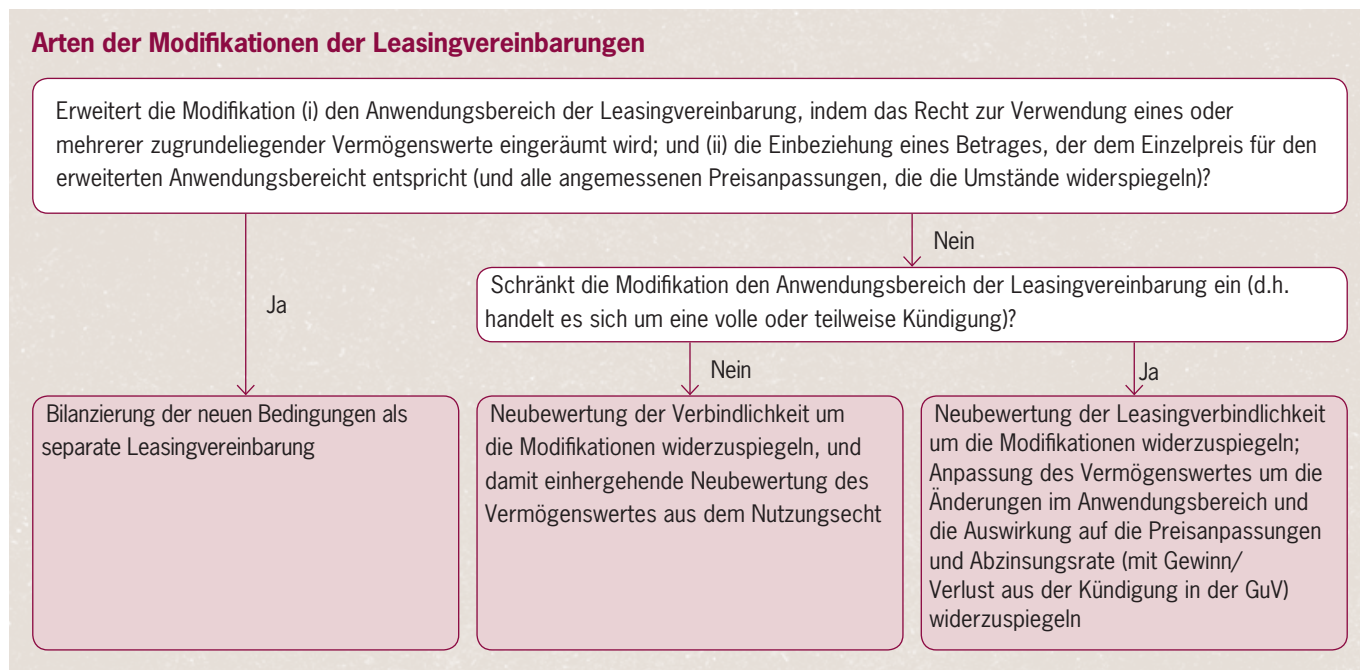 Arten der Modifikationen der Leasingvereinbarungen
Erweitert die Modifikation (i) den Anwendungsbereich der Leasingvereinbarung, indem das Recht zur Verwendung eines oder
mehrerer zugrundeliegender Vermögenswerte eingeräumt wird; und (ii) die Einbeziehung eines Betrages, der dem Einzelpreis für den
erweiterten Anwendungsbereicht entspricht (und alle angemessenen Preisanpassungen, die die Umstände widerspiegeln)?
Nein
Schränkt die Modifikation den Anwendungsbereich der Leasingvereinbarung ein (d.h.
handelt es sich um eine volle oder teilweise Kündigung)?
Ja
Nein
Ja
Bilanzierung der neuen Bedingungen als
separate Leasingvereinbarung
Neubewertung der Verbindlichkeit um
die Modifikationen widerzuspiegeln, und
damit einhergehende Neubewertung des
Vermögenswertes aus dem Nutzungsecht
Neubewertung der Leasingverbindlichkeit
um die Modifikationen widerzuspiegeln;
Anpassung des Vermögenswertes um die
Änderungen im Anwendungsbereich und
die Auswirkung auf die Preisanpassungen
und Abzinsungsrate (mit Gewinn/
Verlust aus der Kündigung in der GuV)
widerzuspiegeln